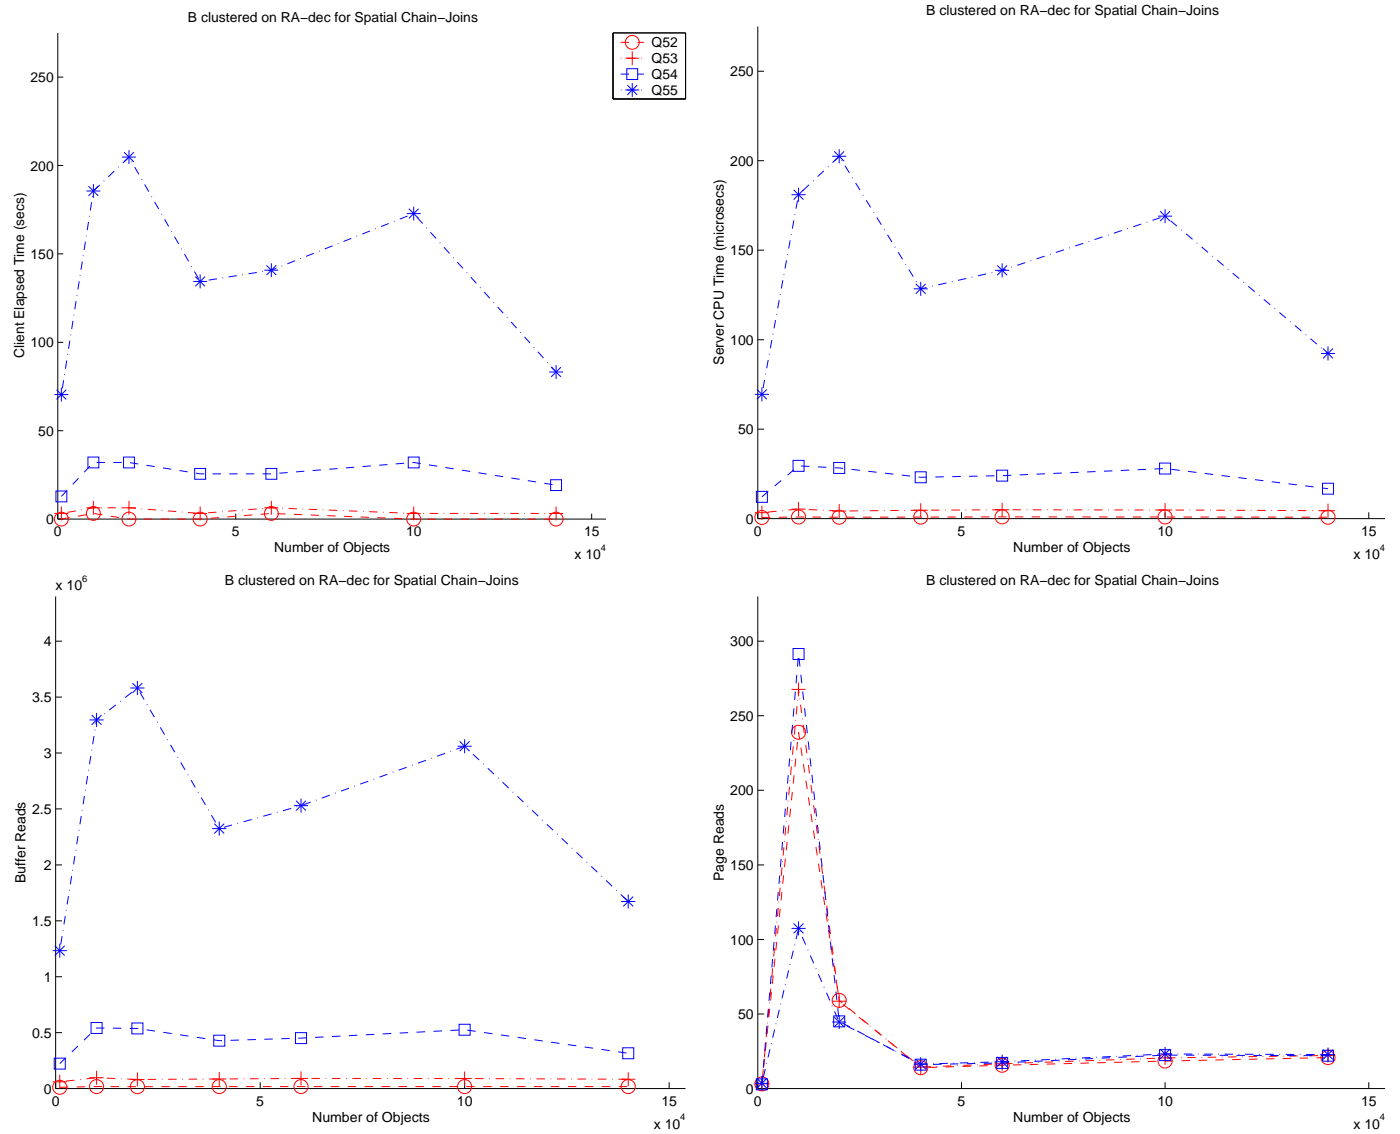 B clustered on RA−dec for Spatial Chain−Joins
250
200
150
100
50
0
5
10
15
x 10^4
Client Elapsed Time (secs)
Number of Objects
Q52
Q53
Q54
Q55
B clustered on RA−dec for Spatial Chain−Joins
250
200
150
100
50
0
0
5
10
15
x 10^4
Server CPU Time (microsecs)
Number of Objects
B clustered on RA−dec for Spatial Chain−Joins
x 10^6
4
3.5
3
2.5
2
1.5
1
0.5
0
0
5
10
15
x 10^4
Buffer Reads
Number of Objects
B clustered on RA−dec for Spatial Chain−Joins
300
250
200
150
100
50
0
0
5
10
15
x 10^4
Page Reads
Number of Objects